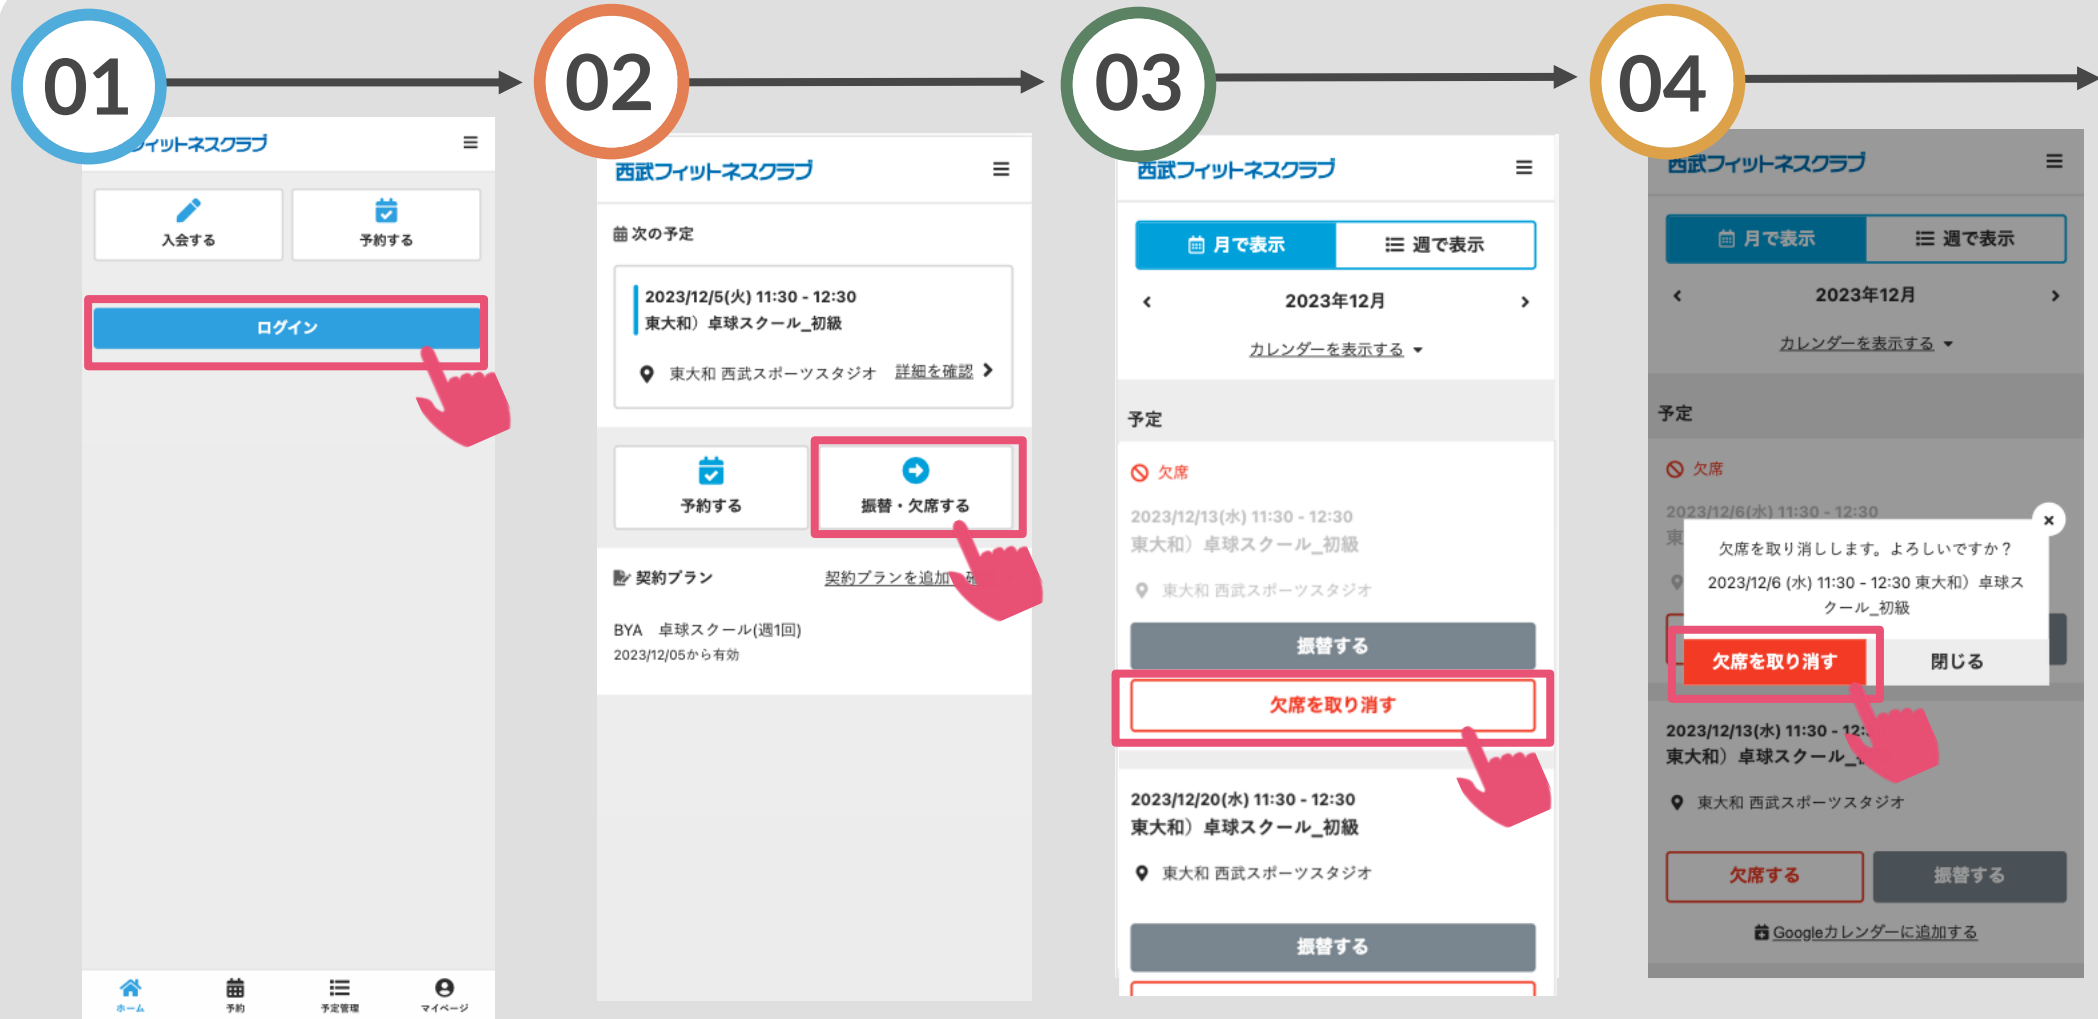 01
フィットネスクラブ
入会する
予約する
ログイン
ホーム
予約
予定管理
マイページ
02
西武フィットネスクラブ
次の予定
2023/12/5(火) 11:30 - 12:30
東大和）卓球スクール_初級
東大和 西武スポーツスタジオ
詳細を確認
予約する
振替・欠席する
契約プラン
契約プランを追加
BYA 卓球スクール(週1回)
2023/12/05から有効
03
西武フィットネスクラブ
月で表示
週で表示
2023年12月
カレンダーを表示する
予定
欠席
2023/12/13(水) 11:30 - 12:30
東大和）卓球スクール_初級
東大和 西武スポーツスタジオ
振替する
欠席を取り消す
2023/12/20(水) 11:30 - 12:30
東大和）卓球スクール_初級
東大和 西武スポーツスタジオ
振替する
04
西武フィットネスクラブ
月で表示
週で表示
2023年12月
カレンダーを表示する
予定
欠席
2023/12/6(水) 11:30 - 12:30
東
欠席を取り消しします。よろしいですか？
2023/12/6 (水) 11:30 - 12:30 東大和）卓球ス
クール_初級
欠席を取り消す
閉じる
2023/12/13(水) 11:30 - 12:
東大和）卓球スクール_
東大和 西武スポーツスタジオ
欠席する
振替する
Googleカレンダーに追加する